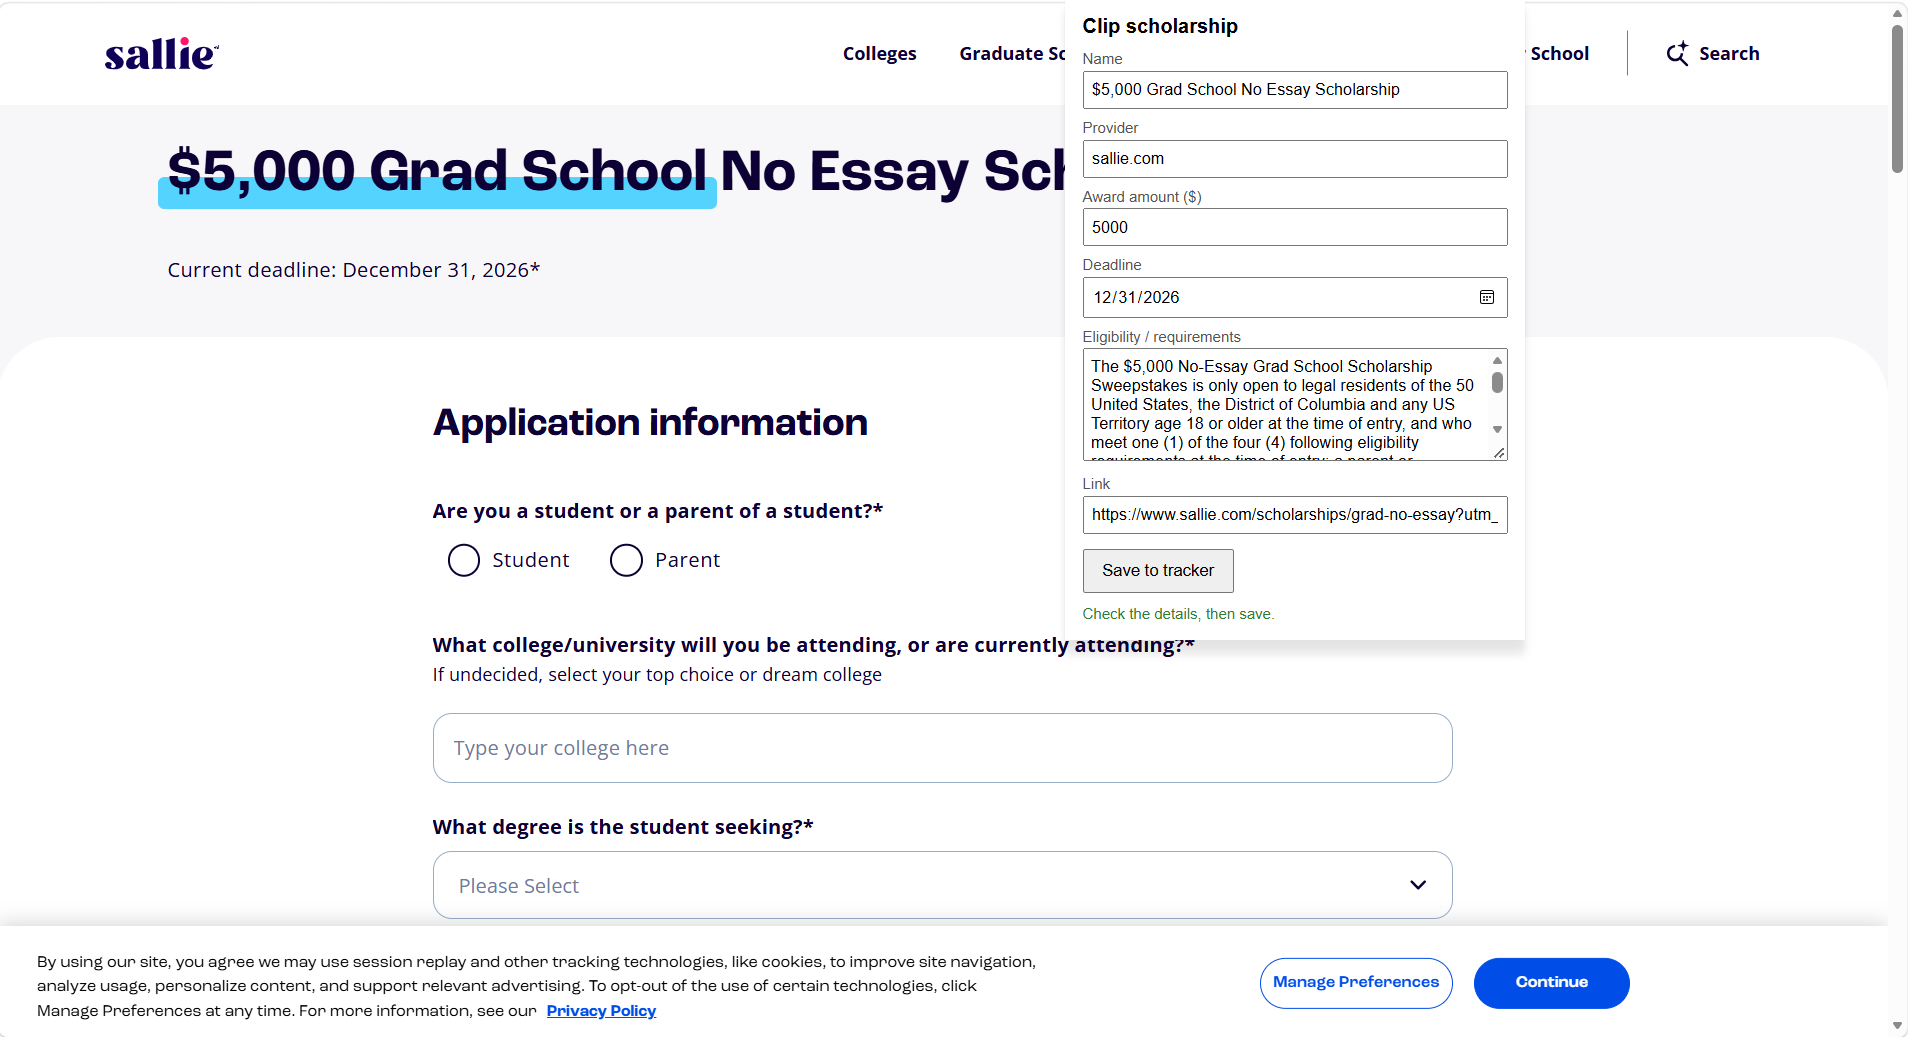 sallie
Colleges
Graduate Sc
School
Search
$5,000 Grad School No Essay Sch
Current deadline: December 31, 2026*
Application information
Are you a student or a parent of a student?*
Student
Parent
What college/university will you be attending, or are currently attending?*
If undecided, select your top choice or dream college
Type your college here
What degree is the student seeking?*
Please Select
Clip scholarship
Name
$5,000 Grad School No Essay Scholarship
Provider
sallie.com
Award amount ($)
5000
Deadline
12/31/2026
Eligibility / requirements
The $5,000 No-Essay Grad School Scholarship
Sweepstakes is only open to legal residents of the 50
United States, the District of Columbia and any US
Territory age 18 or older at the time of entry, and who
meet one (1) of the four (4) following eligibility
requirements at the time of entry: a parent or
Link
https://www.sallie.com/scholarships/grad-no-essay?utm_
Save to tracker
Check the details, then save.
By using our site, you agree we may use session replay and other tracking technologies, like cookies, to improve site navigation,
analyze usage, personalize content, and support relevant advertising. To opt-out of the use of certain technologies, click
Manage Preferences at any time. For more information, see our Privacy Policy
Manage Preferences
Continue